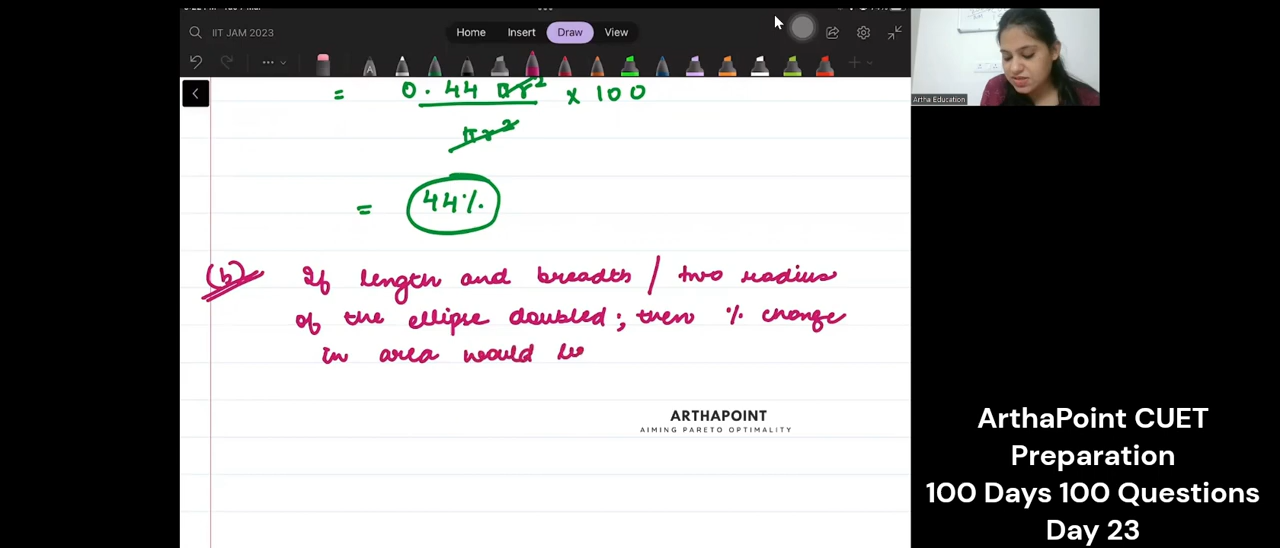 IIT JAM 2023
Home Insert Draw View
= 0.44 πr² × 100
πr²
= 44%
(b) If length and breadth / two radius
of the ellipse doubled; then % change
in area would be
ARTHAPOINT
AIMING PARETO OPTIMALITY
Artha Education
ArthaPoint CUET
Preparation
100 Days 100 Questions
Day 23